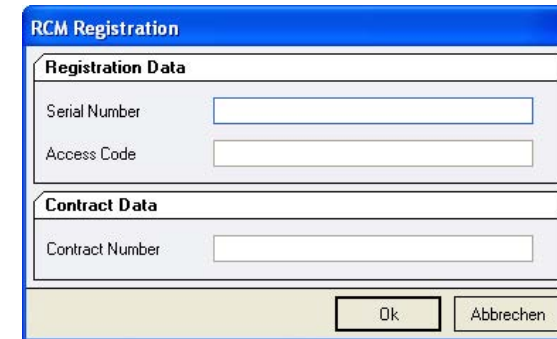 RCM Registration
Registration Data
Serial Number
Access Code
Contract Data
Contract Number
Ok Abbrechen